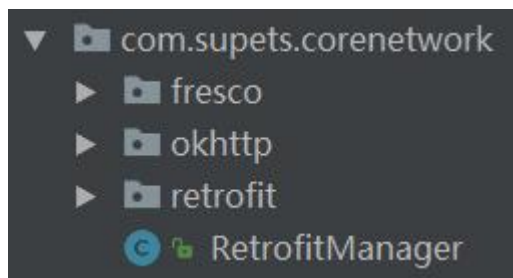 com.supets.corenetwork
fresco
okhttp
retrofit
RetrofitManager